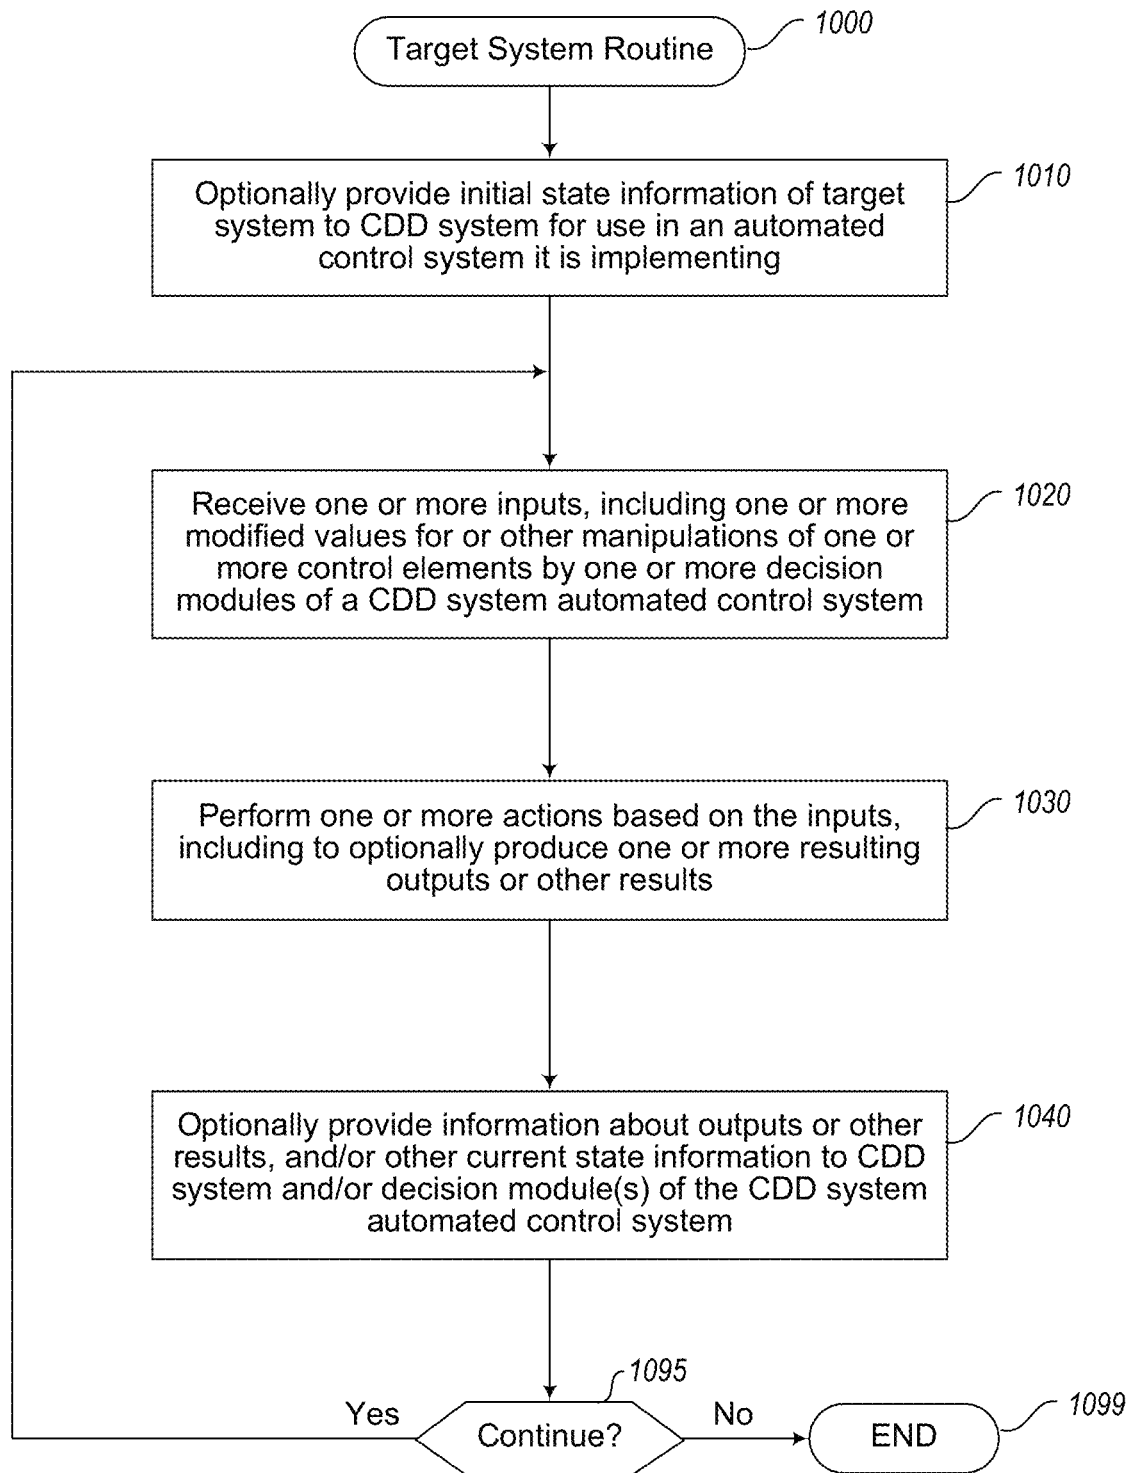 Target System Routine
1000
Optionally provide initial state information of target
system to CDD system for use in an automated
control system it is implementing
1010
Receive one or more inputs, including one or more
modified values for or other manipulations of one or
more control elements by one or more decision
modules of a CDD system automated control system
1020
Perform one or more actions based on the inputs,
including to optionally produce one or more resulting
outputs or other results
1030
Optionally provide information about outputs or other
results, and/or other current state information to CDD
system and/or decision module(s) of the CDD system
automated control system
1040
Yes
Continue?
1095
No
END
1099